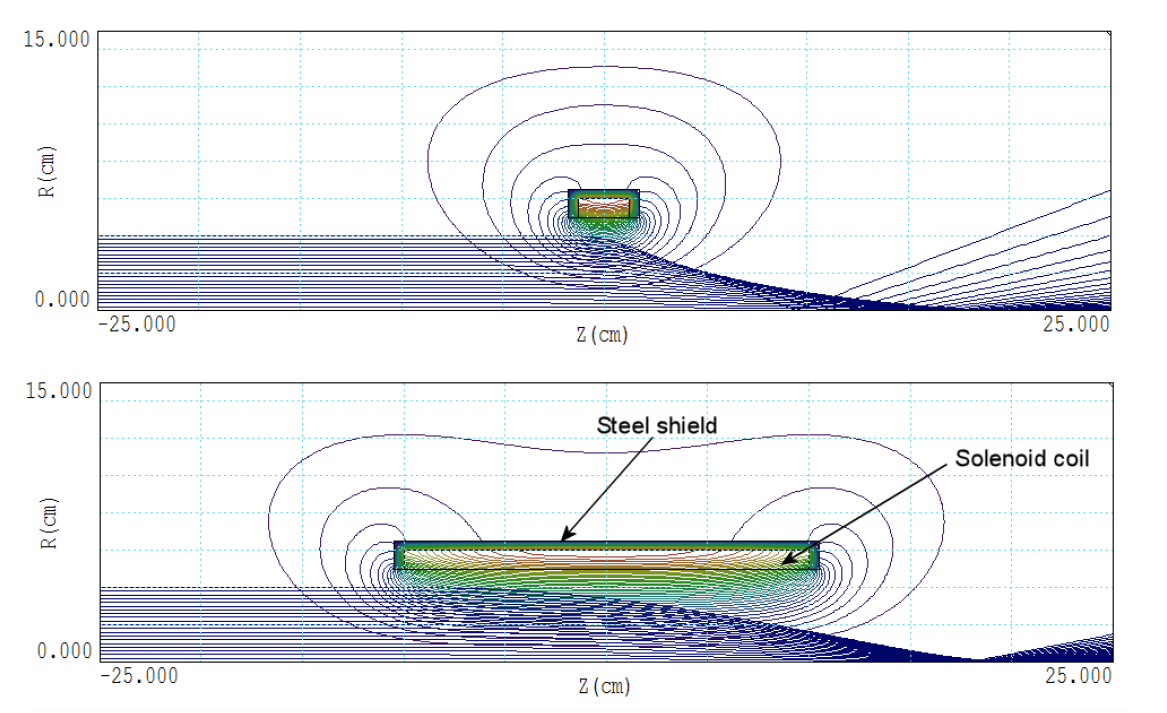 15.000
R(cm)
0.000
-25.000
Z(cm)
25.000
15.000
Steel shield
Solenoid coil
R(cm)
0.000
-25.000
Z(cm)
25.000